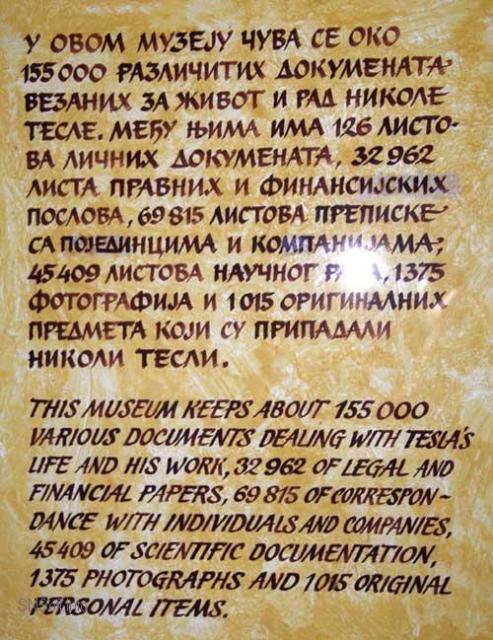 У ОВОМ МУЗЕЈУ ЧУВА СЕ ОКО
155 000 РАЗЛИЧИТИХ ДОКУМЕНАТА
ВЕЗАНИХ ЗА ЖИВОТ И РАД НИКОЛЕ
ТЕСЛЕ. МЕЂУ ЊИМА ИМА 126 ЛИСТО-
ВА ЛИЧНИХ ДОКУМЕНАТА, 32 962
ЛИСТА ПРАВНИХ И ФИНАНСИЈСКИХ
ПОСЛОВА, 69 815 ЛИСТОВА ПРЕПИСКЕ
СА ПОЈЕДИНЦИМА И КОМПАНИЈАМА;
45 409 ЛИСТОВА НАУЧНОГ , 1375
ФОТОГРАФИЈА И 1 015 ОРИГИНАЛНИХ
ПРЕДМЕТА КОЈИ СУ ПРИПАДАЛИ
НИКОЛИ ТЕСЛИ.
THIS MUSEUM KEEPS ABOUT 155 000
VARIOUS DOCUMENTS DEALING WITH TESLA'S
LIFE AND HIS WORK, 32 962 OF LEGAL AND
FINANCIAL PAPERS, 69 815 OF CORRESPON-
DANCE WITH INDIVIDUALS AND COMPANIES,
45 409 OF SCIENTIFIC DOCUMENTATION,
1375 PHOTOGRAPHS AND 1 015 ORIGINAL
PERSONAL ITEMS.